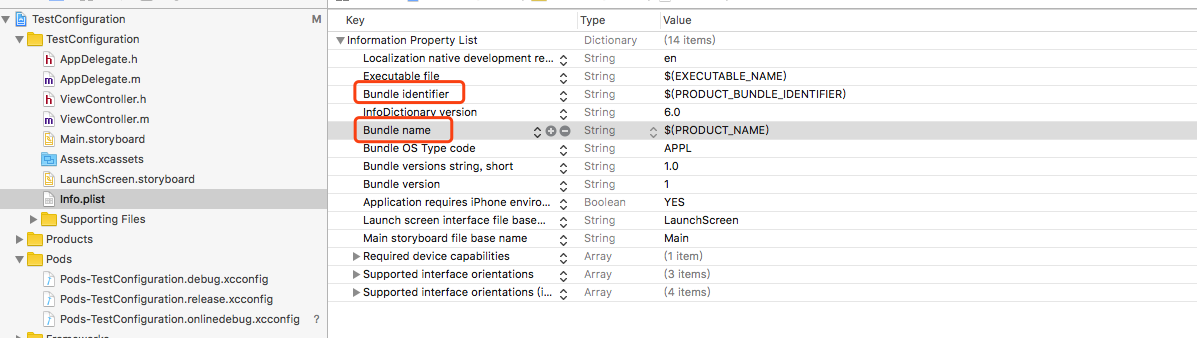 TestConfiguration M
TestConfiguration
AppDelegate.h
AppDelegate.m
ViewController.h
ViewController.m
Main.storyboard
Assets.xcassets
LaunchScreen.storyboard
Info.plist
Supporting Files
Products
Pods
Pods-TestConfiguration.debug.xcconfig
Pods-TestConfiguration.release.xcconfig
Pods-TestConfiguration.onlinedebug.xcconfig ?
Frameworks
Key Type Value
Information Property List Dictionary (14 items)
Localization native development re... String en
Executable file String $(EXECUTABLE_NAME)
Bundle identifier String $(PRODUCT_BUNDLE_IDENTIFIER)
InfoDictionary version String 6.0
Bundle name String $(PRODUCT_NAME)
Bundle OS Type code String APPL
Bundle versions string, short String 1.0
Bundle version String 1
Application requires iPhone enviro... Boolean YES
Launch screen interface file base... String LaunchScreen
Main storyboard file base name String Main
Required device capabilities Array (1 item)
Supported interface orientations Array (3 items)
Supported interface orientations (i... Array (4 items)